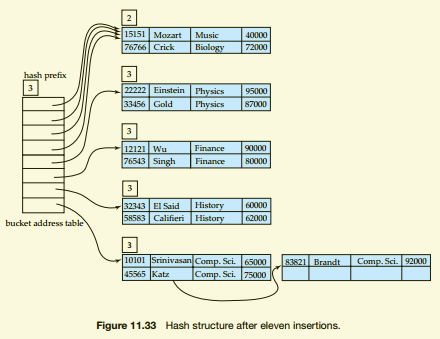 2
15151 Mozart Music 40000
76766 Crick Biology 72000
hash prefix
3
3
22222 Einstein Physics 95000
33456 Gold Physics 87000
3
12121 Wu Finance 90000
76543 Singh Finance 80000
3
32343 El Said History 60000
58583 Califieri History 62000
bucket address table
3
10101 Srinivasan Comp. Sci. 65000
45565 Katz Comp. Sci. 75000
83821 Brandt Comp. Sci. 92000
Figure 11.33 Hash structure after eleven insertions.